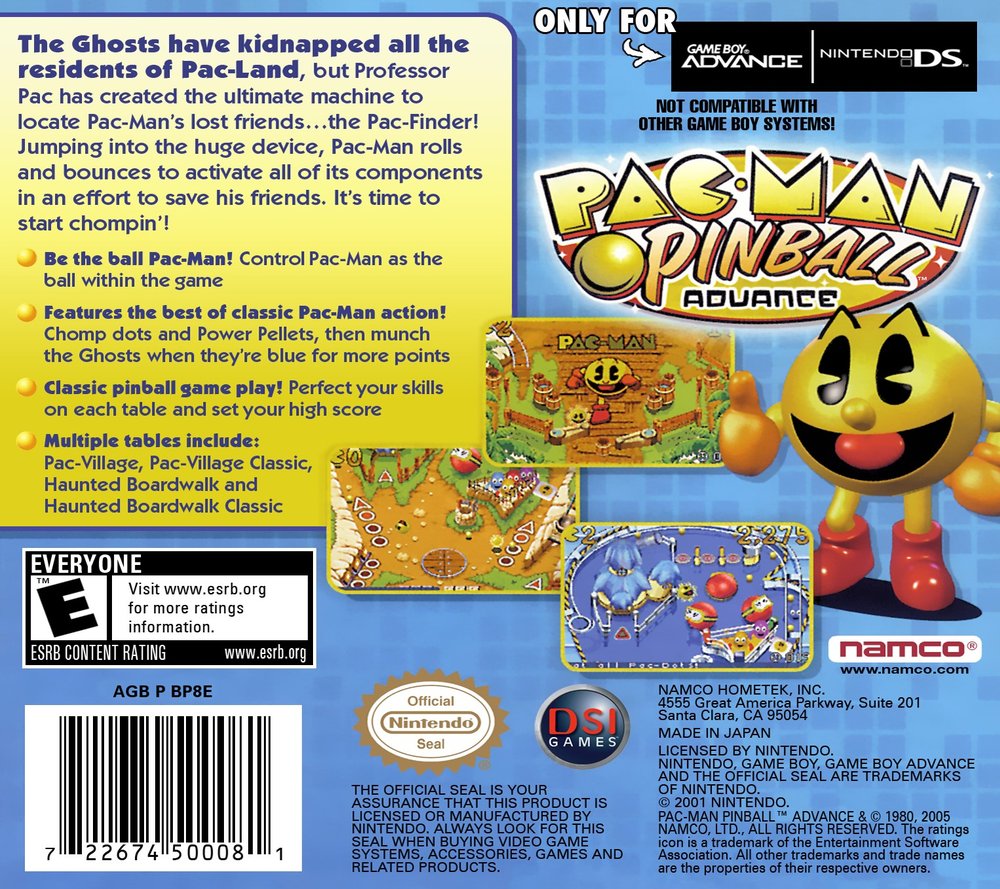 The Ghosts have kidnapped all the
residents of Pac-Land, but Professor
Pac has created the ultimate machine to
locate Pac-Man's lost friends...the Pac-Finder!
Jumping into the huge device, Pac-Man rolls
and bounces to activate all of its components
in an effort to save his friends. It's time to
start chompin'!
Be the ball Pac-Man! Control Pac-Man as the
ball within the game
Features the best of classic Pac-Man action!
Chomp dots and Power Pellets, then munch
the Ghosts when they're blue for more points
Classic pinball game play! Perfect your skills
on each table and set your high score
Multiple tables include:
Pac-Village, Pac-Village Classic,
Haunted Boardwalk and
Haunted Boardwalk Classic
ONLY FOR
GAME BOY® ADVANCE
NINTENDO DS™
NOT COMPATIBLE WITH
OTHER GAME BOY SYSTEMS!
PAC-MAN
PINBALL™
ADVANCE
PAC-MAN
30
2
2,275
at all Pac-Dots!
EVERYONE
E™
Visit www.esrb.org
for more ratings
information.
ESRB CONTENT RATING www.esrb.org
AGB P BP8E
7 22674 50008 1
Official
Nintendo®
Seal
DSI
GAMES
THE OFFICIAL SEAL IS YOUR
ASSURANCE THAT THIS PRODUCT IS
LICENSED OR MANUFACTURED BY
NINTENDO. ALWAYS LOOK FOR THIS
SEAL WHEN BUYING VIDEO GAME
SYSTEMS, ACCESSORIES, GAMES AND
RELATED PRODUCTS.
namco®
www.namco.com
NAMCO HOMETEK, INC.
4555 Great America Parkway, Suite 201
Santa Clara, CA 95054
MADE IN JAPAN
LICENSED BY NINTENDO.
NINTENDO, GAME BOY, GAME BOY ADVANCE
AND THE OFFICIAL SEAL ARE TRADEMARKS
OF NINTENDO.
© 2001 NINTENDO.
PAC-MAN PINBALL™ ADVANCE & © 1980, 2005
NAMCO, LTD., ALL RIGHTS RESERVED. The ratings
icon is a trademark of the Entertainment Software
Association. All other trademarks and trade names
are the properties of their respective owners.